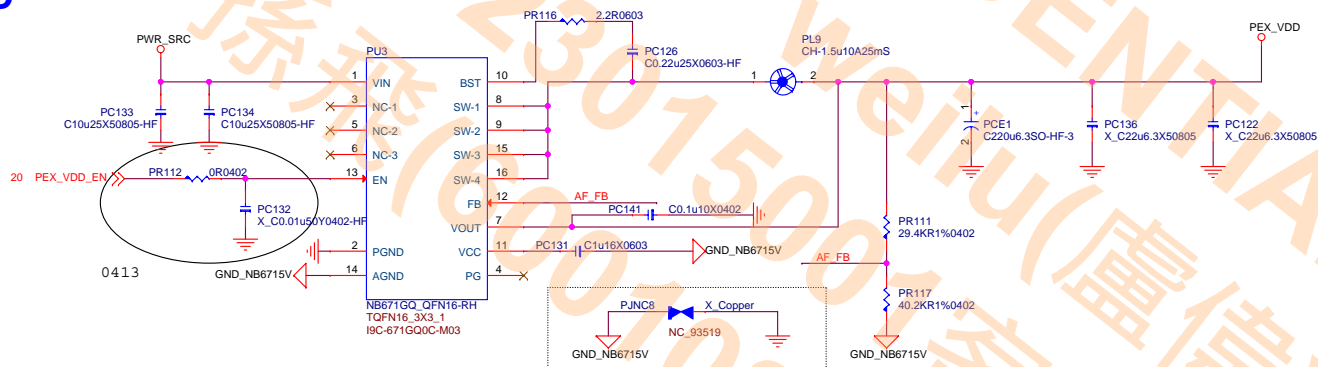 PR116
2.2R0603
PC126
C0.22u25X0603-HF
PL9
CH-1.5u10A25mS
PEX_VDD
PWR_SRC
PU3
1
VIN
BST
10
1
2
3
NC-1
SW-1
8
5
NC-2
SW-2
9
6
NC-3
SW-3
15
SW-4
16
PC133
C10u25X50805-HF
PC134
C10u25X50805-HF
1
+
PCE1
C220u6.3SO-HF-3
2
PC136
X_C22u6.3X50805
PC122
X_C22u6.3X50805
20
PEX_VDD_EN
PR112
0R0402
13
EN
FB
12
AF_FB
PC132
X_C0.01u50Y0402-HF
PC141
C0.1u10X0402
VOUT
7
PR111
29.4KR1%0402
2
PGND
VCC
11
PC131
C1u16X0603
GND_NB6715V
AF_FB
0413
GND_NB6715V
14
AGND
PG
4
NB671GQ_QFN16-RH
TQFN16_3X3_1
I9C-671GQ0C-M03
PJNC8
X_Copper
NC_93519
GND_NB6715V
PR117
40.2KR1%0402
GND_NB6715V
weiu(盧偉